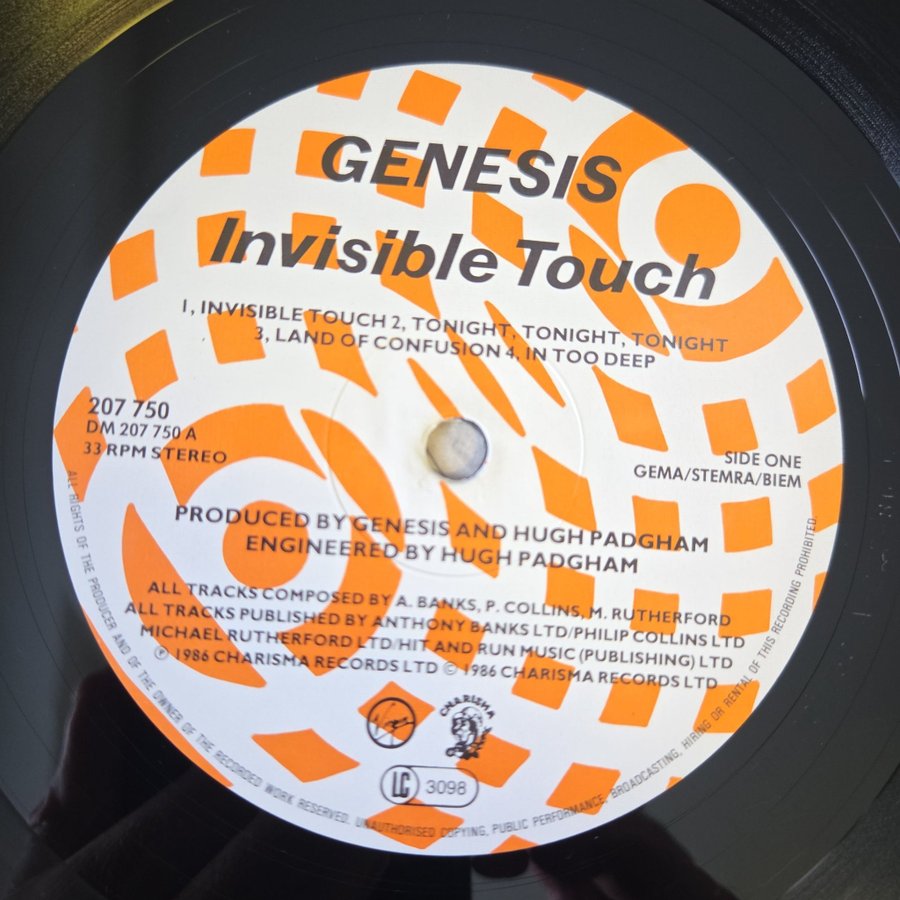 GENESIS
Invisible Touch
1, INVISIBLE TOUCH 2, TONIGHT, TONIGHT, TONIGHT
3, LAND OF CONFUSION 4, IN TOO DEEP
207 750
DM 207 750 A
33 RPM STEREO
SIDE ONE
GEMA/STEMRA/BIEM
PRODUCED BY GENESIS AND HUGH PADGHAM
ENGINEERED BY HUGH PADGHAM
ALL TRACKS COMPOSED BY A. BANKS, P. COLLINS, M. RUTHERFORD
ALL TRACKS PUBLISHED BY ANTHONY BANKS LTD/PHILIP COLLINS LTD
MICHAEL RUTHERFORD LTD/HIT AND RUN MUSIC (PUBLISHING) LTD
℗ 1986 CHARISMA RECORDS LTD © 1986 CHARISMA RECORDS LTD
Virgin
CHARISMA
LC 3098
ALL RIGHTS OF THE PRODUCER AND OF THE OWNER OF THE RECORDED WORK RESERVED. UNAUTHORISED COPYING, PUBLIC PERFORMANCE, BROADCASTING, HIRING OR RENTAL OF THIS RECORDING PROHIBITED.